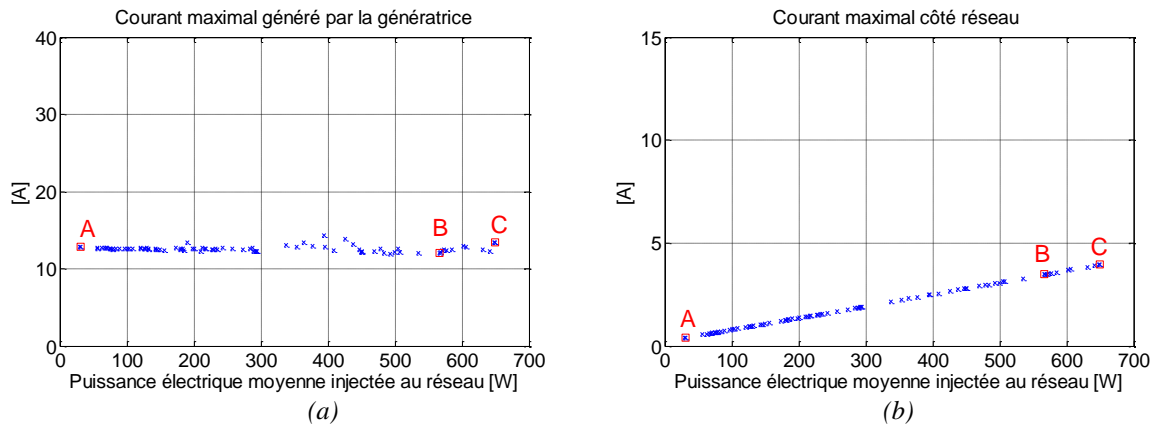 Courant maximal généré par la génératrice
40
30
20
10
0
[A]
A
B
C
0 100 200 300 400 500 600 700
Puissance électrique moyenne injectée au réseau [W]
(a)
Courant maximal côté réseau
15
10
5
0
[A]
A
B
C
0 100 200 300 400 500 600 700
Puissance électrique moyenne injectée au réseau [W]
(b)